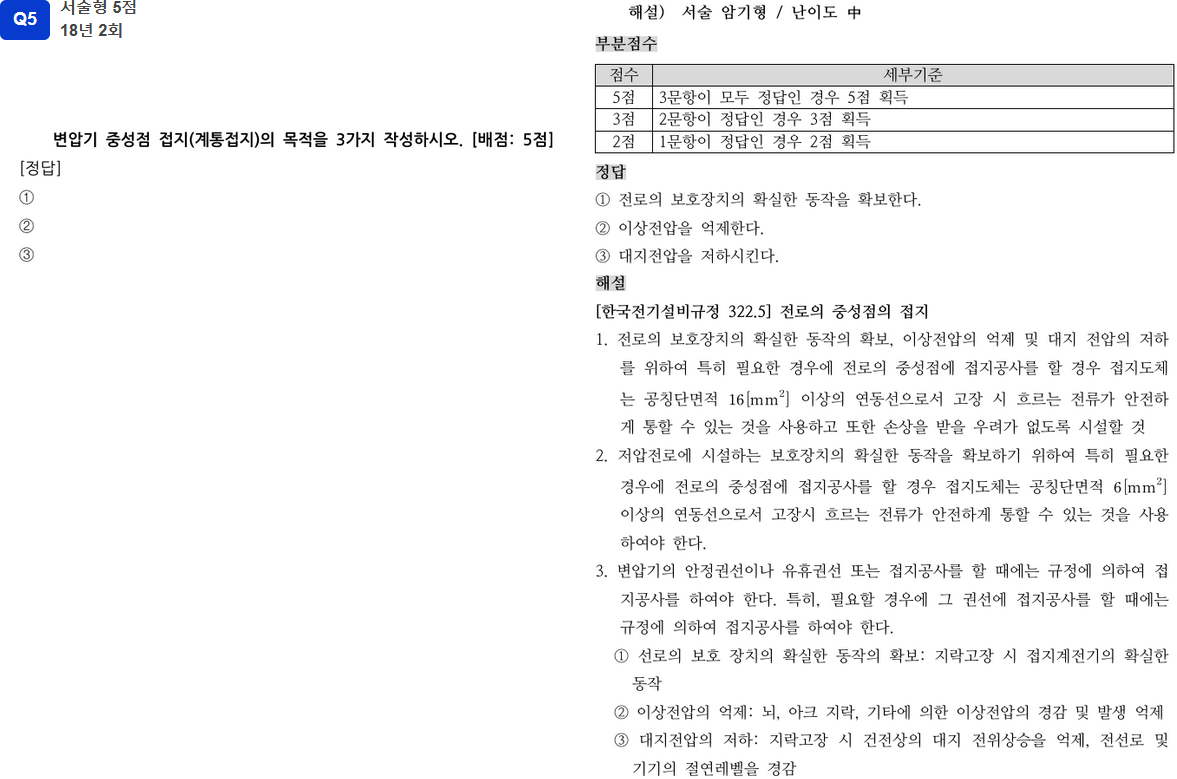 Q5
서술형 5점
18년 2회
변압기 중성점 접지(계통접지)의 목적을 3가지 작성하시오. [배점: 5점]
[정답]
①
②
③
해설) 서술 암기형 / 난이도 中
부분점수
점수 세부기준
5점 3문항이 모두 정답인 경우 5점 획득
3점 2문항이 정답인 경우 3점 획득
2점 1문항이 정답인 경우 2점 획득
정답
① 전로의 보호장치의 확실한 동작을 확보한다.
② 이상전압을 억제한다.
③ 대지전압을 저하시킨다.
해설
[한국전기설비규정 322.5] 전로의 중성점의 접지
1. 전로의 보호장치의 확실한 동작의 확보, 이상전압의 억제 및 대지 전압의 저하
를 위하여 특히 필요한 경우에 전로의 중성점에 접지공사를 할 경우 접지도체
는 공칭단면적 16[mm²] 이상의 연동선으로서 고장 시 흐르는 전류가 안전하
게 통할 수 있는 것을 사용하고 또한 손상을 받을 우려가 없도록 시설할 것
2. 저압전로에 시설하는 보호장치의 확실한 동작을 확보하기 위하여 특히 필요한
경우에 전로의 중성점에 접지공사를 할 경우 접지도체는 공칭단면적 6[mm²]
이상의 연동선으로서 고장시 흐르는 전류가 안전하게 통할 수 있는 것을 사용
하여야 한다.
3. 변압기의 안정권선이나 유휴권선 또는 접지공사를 할 때에는 규정에 의하여 접
지공사를 하여야 한다. 특히, 필요할 경우에 그 권선에 접지공사를 할 때에는
규정에 의하여 접지공사를 하여야 한다.
① 선로의 보호 장치의 확실한 동작의 확보: 지락고장 시 접지계전기의 확실한
동작
② 이상전압의 억제: 뇌, 아크 지락, 기타에 의한 이상전압의 경감 및 발생 억제
③ 대지전압의 저하: 지락고장 시 건전상의 대지 전위상승을 억제, 전선로 및
기기의 절연레벨을 경감